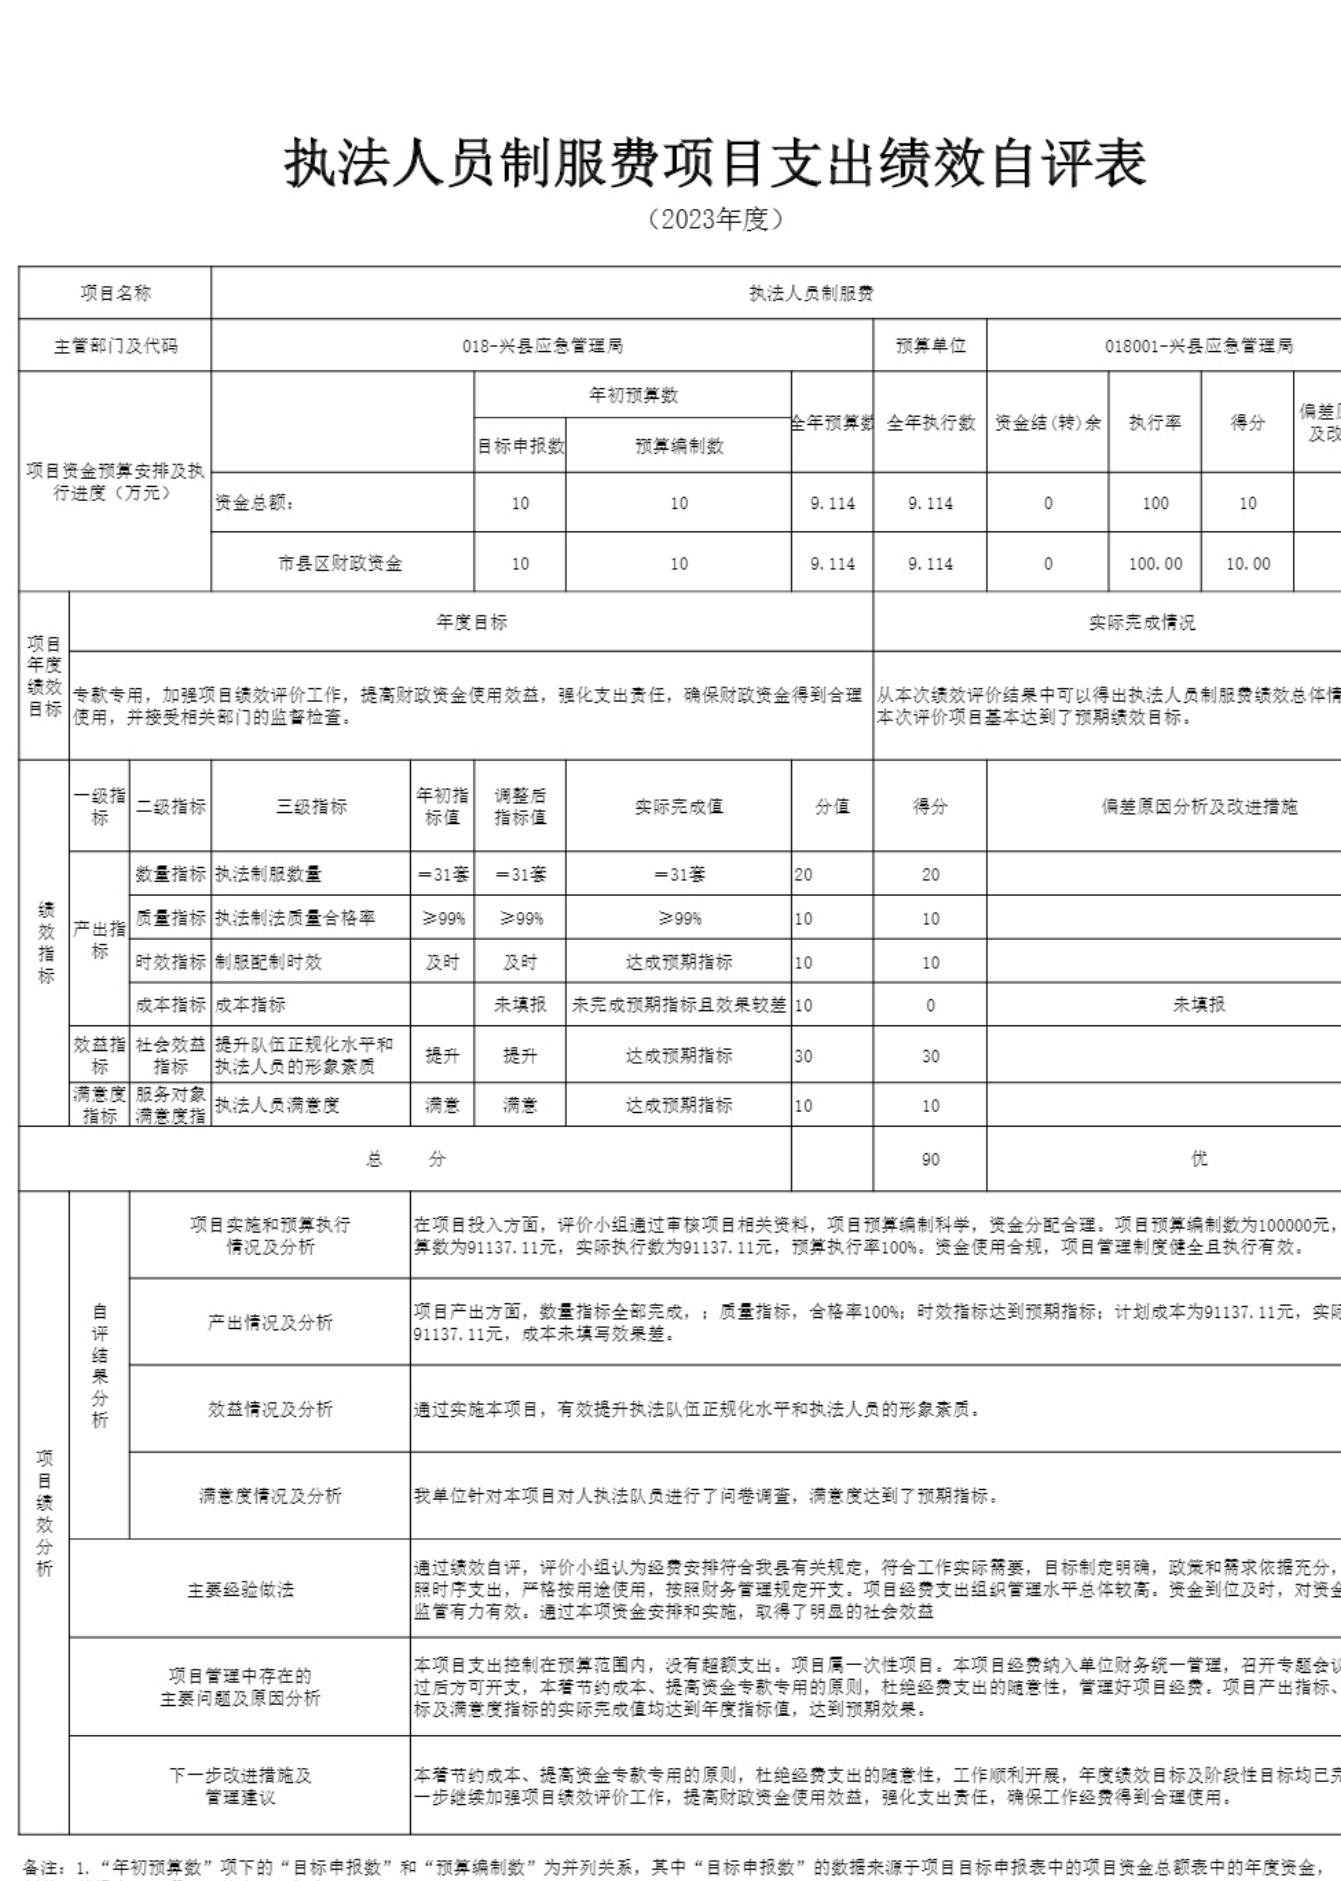 执法人员制服费项目支出绩效自评表
（2023年度）
项目名称
执法人员制服费
主管部门及代码
018-兴县应急管理局
预算单位
018001-兴县应急管理局
项目资金预算安排及执
行进度（万元）
年初预算数
全年预算数
全年执行数
资金结(转)余
执行率
得分
偏差
及改
目标申报数
预算编制数
资金总额：
10
10
9.114
9.114
0
100
10
市县区财政资金
10
10
9.114
9.114
0
100.00
10.00
项目
年度
绩效
目标
年度目标
实际完成情况
专款专用，加强项目绩效评价工作，提高财政资金使用效益，强化支出责任，确保财政资金得到合理
使用，并接受相关部门的监督检查。
从本次绩效评价结果中可以得出执法人员制服费绩效总体情
本次评价项目基本达到了预期绩效目标。
绩
效
指
标
一级指
标
二级指标
三级指标
年初指
标值
调整后
指标值
实际完成值
分值
得分
偏差原因分析及改进措施
产出指
标
数量指标
执法制服数量
＝31套
＝31套
＝31套
20
20
质量指标
执法制法质量合格率
≥99%
≥99%
≥99%
10
10
时效指标
制服配制时效
及时
及时
达成预期指标
10
10
成本指标
成本指标
未填报
未完成预期指标且效果较差
10
0
未填报
效益指
标
社会效益
指标
提升队伍正规化水平和
执法人员的形象素质
提升
提升
达成预期指标
30
30
满意度
指标
服务对象
满意度指
执法人员满意度
满意
满意
达成预期指标
10
10
总 分
90
优
项
目
绩
效
分
析
自
评
结
果
分
析
项目实施和预算执行
情况及分析
在项目投入方面，评价小组通过审核项目相关资料，项目预算编制科学，资金分配合理。项目预算编制数为100000元，
算数为91137.11元，实际执行数为91137.11元，预算执行率100%。资金使用合规，项目管理制度健全且执行有效。
产出情况及分析
项目产出方面，数量指标全部完成，；质量指标，合格率100%；时效指标达到预期指标；计划成本为91137.11元，实际
91137.11元，成本未填写效果差。
效益情况及分析
通过实施本项目，有效提升执法队伍正规化水平和执法人员的形象素质。
满意度情况及分析
我单位针对本项目对人执法队员进行了问卷调查，满意度达到了预期指标。
主要经验做法
通过绩效自评，评价小组认为经费安排符合我县有关规定，符合工作实际需要，目标制定明确，政策和需求依据充分，
照时序支出，严格按用途使用，按照财务管理规定开支。项目经费支出组织管理水平总体较高。资金到位及时，对资金
监管有力有效。通过本项资金安排和实施，取得了明显的社会效益
项目管理中存在的
主要问题及原因分析
本项目支出控制在预算范围内，没有超额支出。项目属一次性项目。本项目经费纳入单位财务统一管理，召开专题会议
过后方可开支，本着节约成本、提高资金专款专用的原则，杜绝经费支出的随意性，管理好项目经费。项目产出指标、
标及满意度指标的实际完成值均达到年度指标值，达到预期效果。
下一步改进措施及
管理建议
本着节约成本、提高资金专款专用的原则，杜绝经费支出的随意性，工作顺利开展，年度绩效目标及阶段性目标均已完
一步继续加强项目绩效评价工作，提高财政资金使用效益，强化支出责任，确保工作经费得到合理使用。
备注：1.“年初预算数”项下的“目标申报数”和“预算编制数”为并列关系，其中“目标申报数”的数据来源于项目目标申报表中的项目资金总额表中的年度资金，